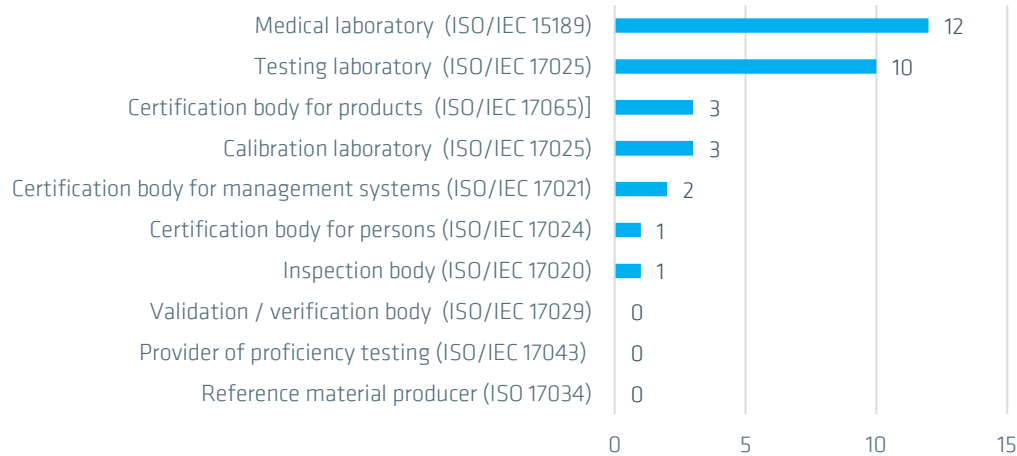 Medical laboratory (ISO/IEC 15189) 12
Testing laboratory (ISO/IEC 17025) 10
Certification body for products (ISO/IEC 17065)] 3
Calibration laboratory (ISO/IEC 17025) 3
Certification body for management systems (ISO/IEC 17021) 2
Certification body for persons (ISO/IEC 17024) 1
Inspection body (ISO/IEC 17020) 1
Validation / verification body (ISO/IEC 17029) 0
Provider of proficiency testing (ISO/IEC 17043) 0
Reference material producer (ISO 17034) 0
0 5 10 15